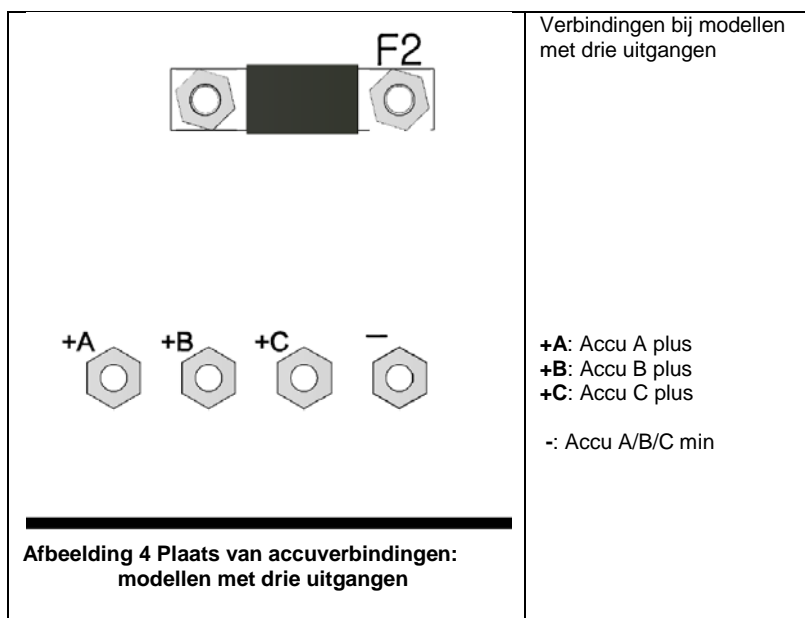 Verbindingen bij modellen
met drie uitgangen
F2
+A +B +C –
+A: Accu A plus
+B: Accu B plus
+C: Accu C plus
-: Accu A/B/C min
Afbeelding 4 Plaats van accuverbindingen:
modellen met drie uitgangen